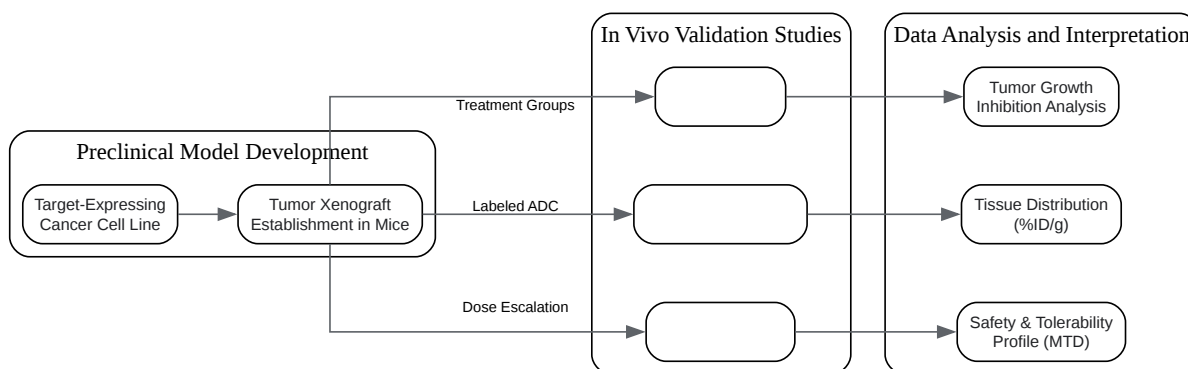 In Vivo Validation Studies
Data Analysis and Interpretation
Treatment Groups
Tumor Growth
Inhibition Analysis
Preclinical Model Development
Target-Expressing
Cancer Cell Line
Tumor Xenograft
Establishment in Mice
Labeled ADC
Tissue Distribution
(%ID/g)
Dose Escalation
Safety & Tolerability
Profile (MTD)